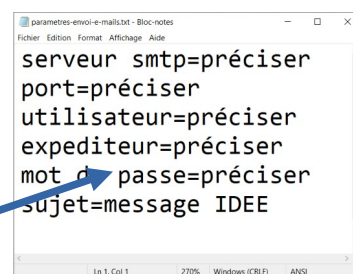 parametres-envoi-e-mails.txt - Bloc-notes
Fichier Edition Format Affichage Aide
serveur smtp=préciser
port=préciser
utilisateur=préciser
expediteur=préciser
mot d passe=préciser
sujet=message IDEE
Ln 1, Col 1 270% Windows (CRLF) ANSI